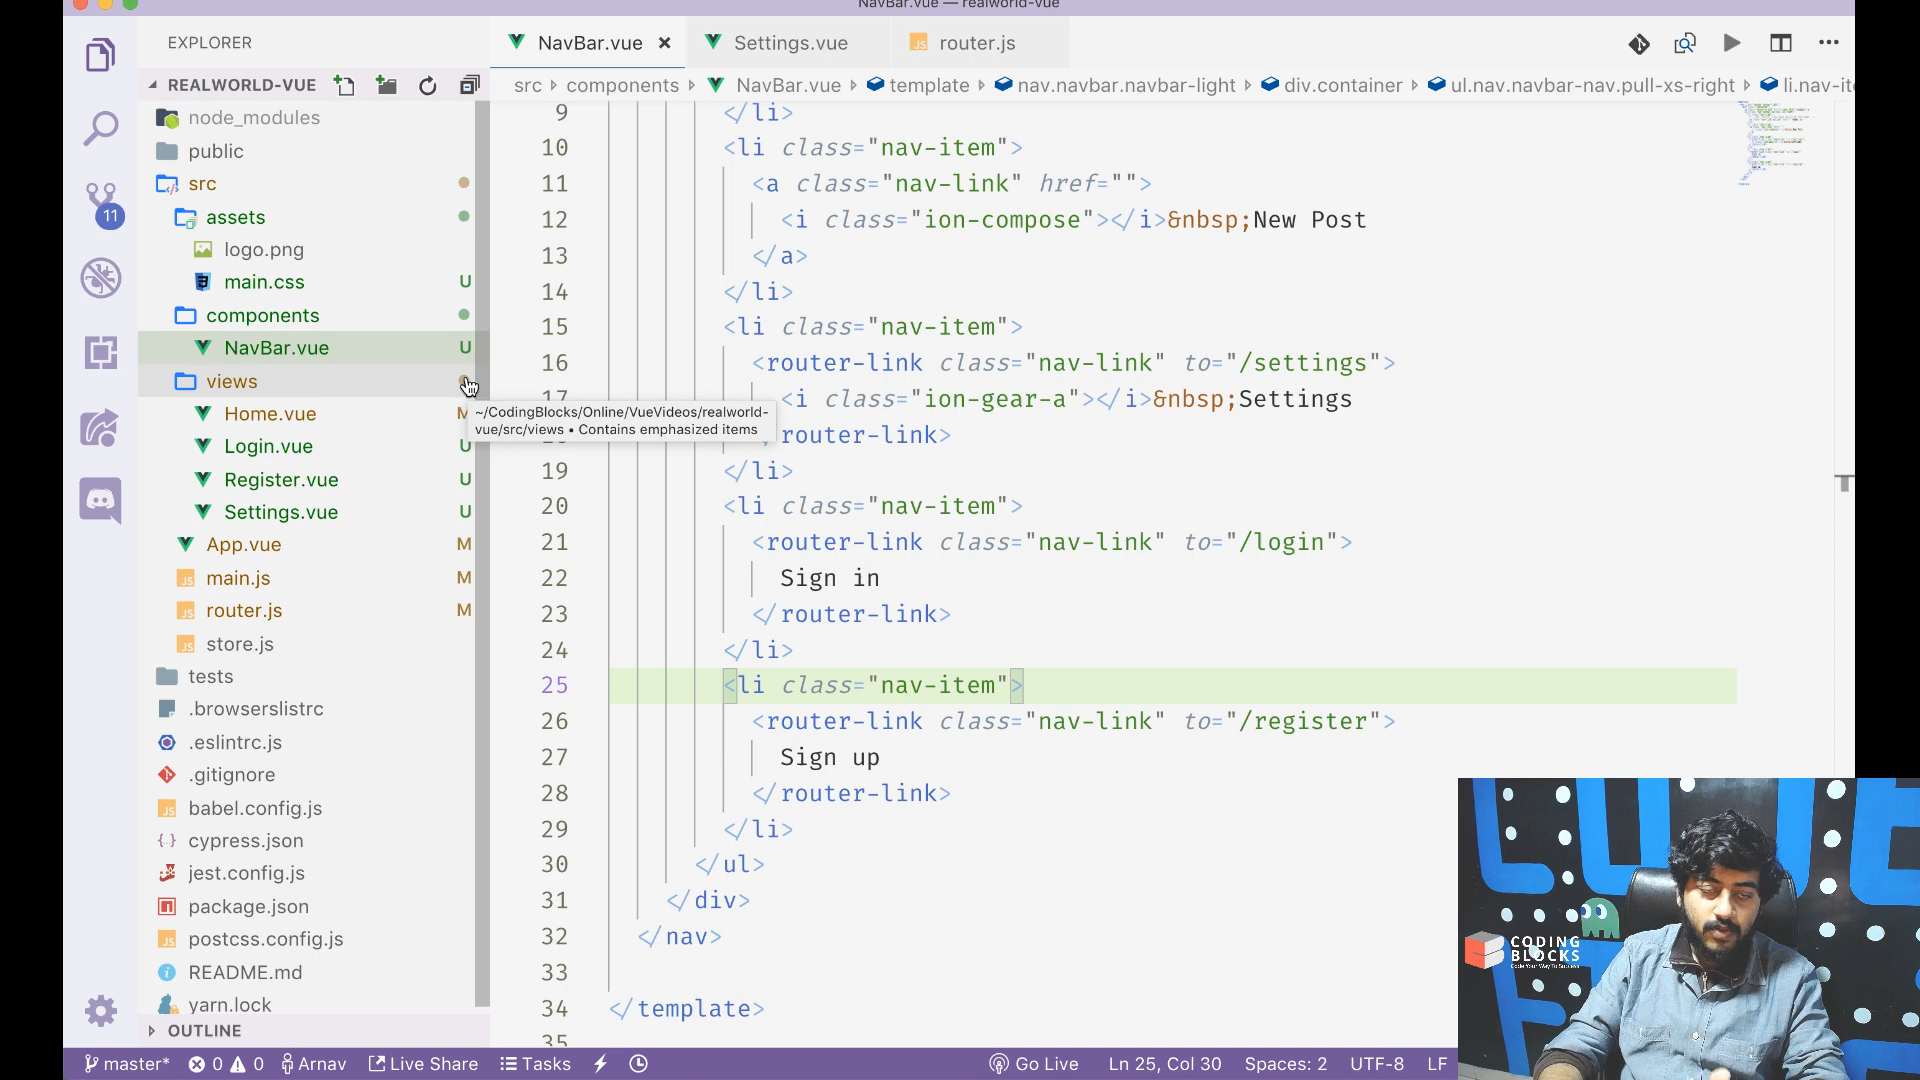 NavBar.vue — realworld-vue
EXPLORER
NavBar.vue
Settings.vue
router.js
REALWORLD-VUE
src
components
NavBar.vue
template
nav.navbar.navbar-light
div.container
ul.nav.navbar-nav.pull-xs-right
li.nav-ite
node_modules
public
src
assets
logo.png
main.css U
components
NavBar.vue U
views
Home.vue M
Login.vue U
Register.vue U
Settings.vue U
App.vue M
main.js M
router.js M
store.js
tests
.browserslistrc
.eslintrc.js
.gitignore
babel.config.js
cypress.json
jest.config.js
package.json
postcss.config.js
README.md
yarn.lock
OUTLINE
11
~/CodingBlocks/Online/VueVideos/realworld-
vue/src/views • Contains emphasized items
9 </li>
10 <li class="nav-item">
11 <a class="nav-link" href="">
12 <i class="ion-compose"></i>&nbsp;New Post
13 </a>
14 </li>
15 <li class="nav-item">
16 <router-link class="nav-link" to="/settings">
17 <i class="ion-gear-a"></i>&nbsp;Settings
router-link>
19 </li>
20 <li class="nav-item">
21 <router-link class="nav-link" to="/login">
22 Sign in
23 </router-link>
24 </li>
25 <li class="nav-item">
26 <router-link class="nav-link" to="/register">
27 Sign up
28 </router-link>
29 </li>
30 </ul>
31 </div>
32 </nav>
33
34 </template>
35
CODING
BLOCKS
Code Your Way To Success
master* 0 0 Arnav Live Share Tasks Go Live Ln 25, Col 30 Spaces: 2 UTF-8 LF